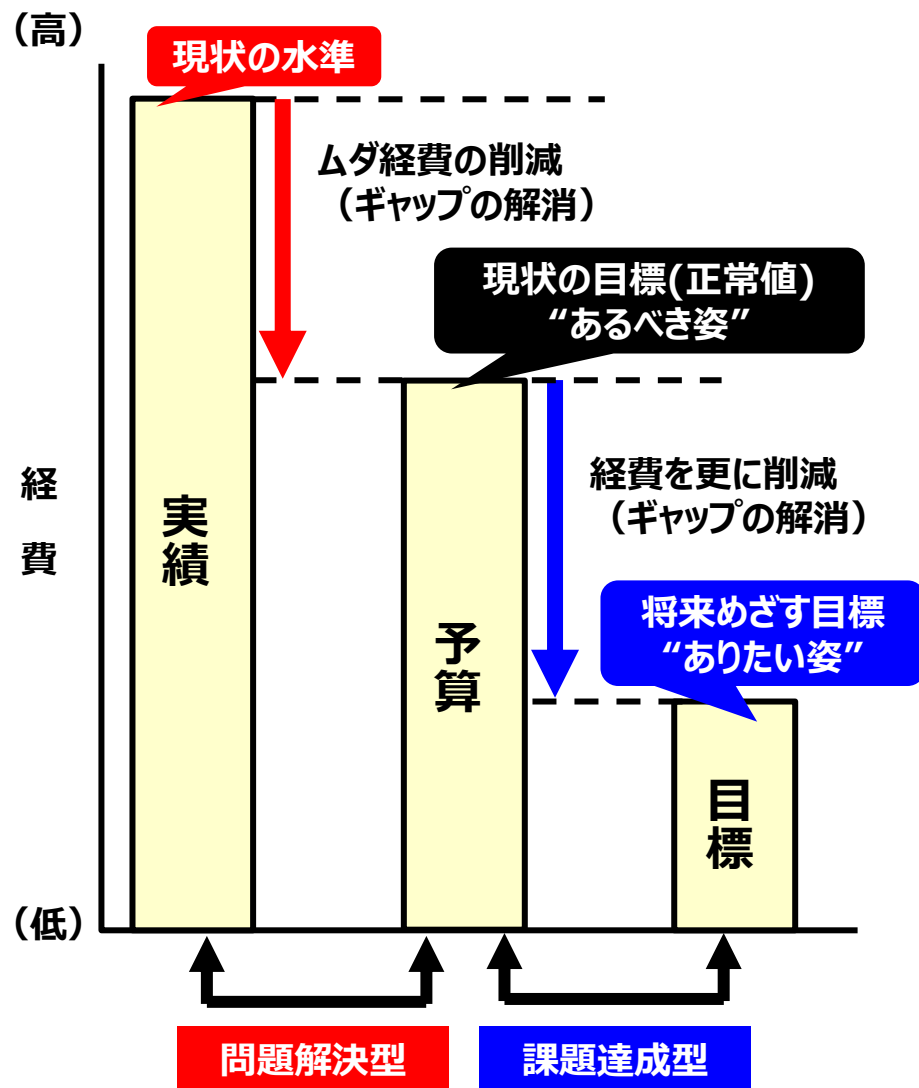 （高）
現状の水準
ムダ経費の削減
（ギャップの解消）
現状の目標(正常値)
“あるべき姿”
経費
実績
経費を更に削減
（ギャップの解消）
将来めざす目標
“ありたい姿”
予算
目標
（低）
問題解決型
課題達成型